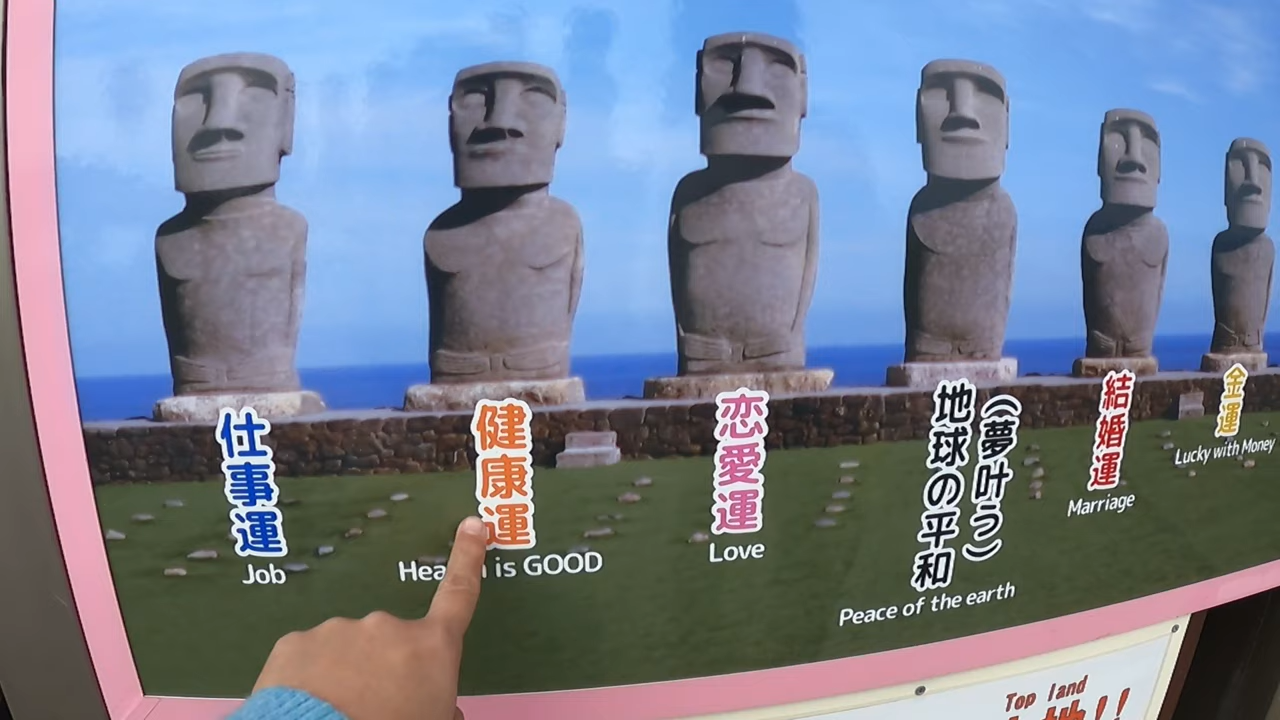 仕事運
Job
健康運
Health is GOOD
恋愛運
Love
(夢叶う)
地球の平和
Peace of the earth
結婚運
Marriage
金運
Lucky with Money
Top land
!!